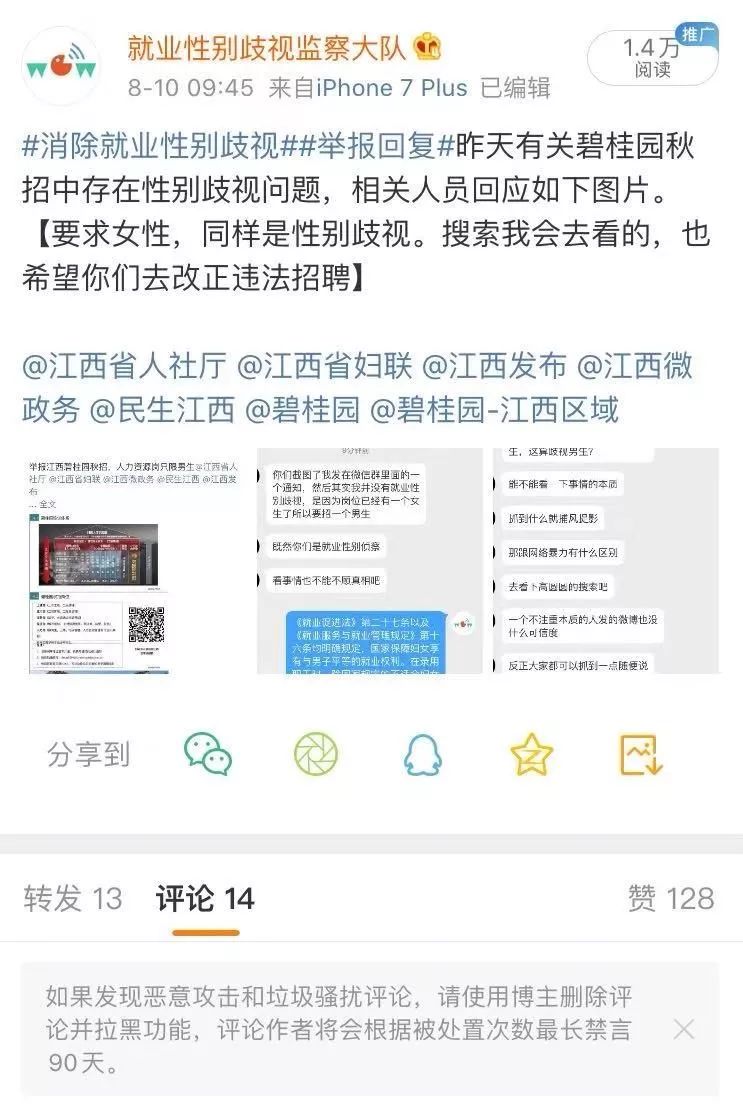 就业性别歧视监察大队
推广
1.4万
阅读
8-10 09:45 来自iPhone 7 Plus 已编辑
#消除就业性别歧视##举报回复#昨天有关碧桂园秋
招中存在性别歧视问题，相关人员回应如下图片。
【要求女性，同样是性别歧视。搜索我会去看的，也
希望你们去改正违法招聘】
@江西省人社厅 @江西省妇联 @江西发布 @江西微
政务 @民生江西 @碧桂园 @碧桂园-江西区域
举报江西碧桂园秋招，人力资源岗只限男生@江西省人
社厅 @江西省妇联 @江西微政务 @民生江西 @江西发
布
... 全文
你们截图了我发在微信群里面的一
个通知，然后其实我并没有就业性
别歧视，是因为岗位已经有一个女
生了所以要招一个男生
既然你们是就业性别侦察
看事情也不能不顾真相吧
《就业促进法》第二十七条以及
《就业服务与就业管理规定》第十
六条均明确规定，国家保障妇女享
有与男子平等的就业权利。在录用
生，这算歧视男生？
能不能看一下事情的本质
抓到什么就捕风捉影
那跟网络暴力有什么区别
去看下高圆圆的搜索吧
一个不注重本质的人发的微博也没
什么可信度
反正大家都可以抓到一点随便说
分享到
转发 13 评论 14 赞 128
如果发现恶意攻击和垃圾骚扰评论，请使用博主删除评
论并拉黑功能，评论作者将会根据被处置次数最长禁言
90天。